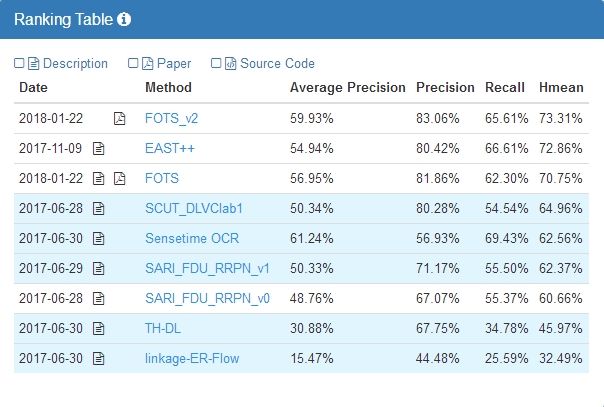 Ranking Table
Description Paper Source Code
Date Method Average Precision Precision Recall Hmean
2018-01-22 FOTS_v2 59.93% 83.06% 65.61% 73.31%
2017-11-09 EAST++ 54.94% 80.42% 66.61% 72.86%
2018-01-22 FOTS 56.95% 81.86% 62.30% 70.75%
2017-06-28 SCUT_DLVClab1 50.34% 80.28% 54.54% 64.96%
2017-06-30 Sensetime OCR 61.24% 56.93% 69.43% 62.56%
2017-06-29 SARI_FDU_RRPN_v1 50.33% 71.17% 55.50% 62.37%
2017-06-28 SARI_FDU_RRPN_v0 48.76% 67.07% 55.37% 60.66%
2017-06-30 TH-DL 30.88% 67.75% 34.78% 45.97%
2017-06-30 linkage-ER-Flow 15.47% 44.48% 25.59% 32.49%